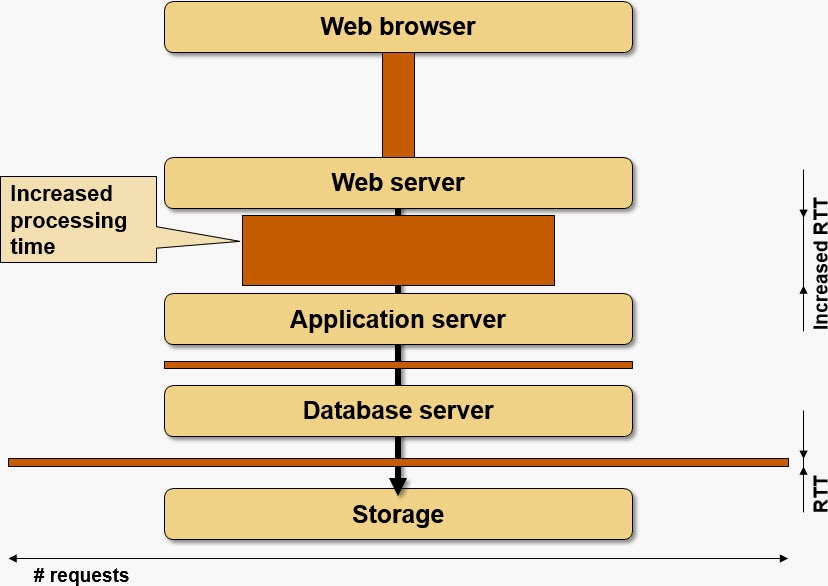 Web browser
Web server
Increased
processing
time
Increased RTT
Application server
Database server
RTT
Storage
# requests